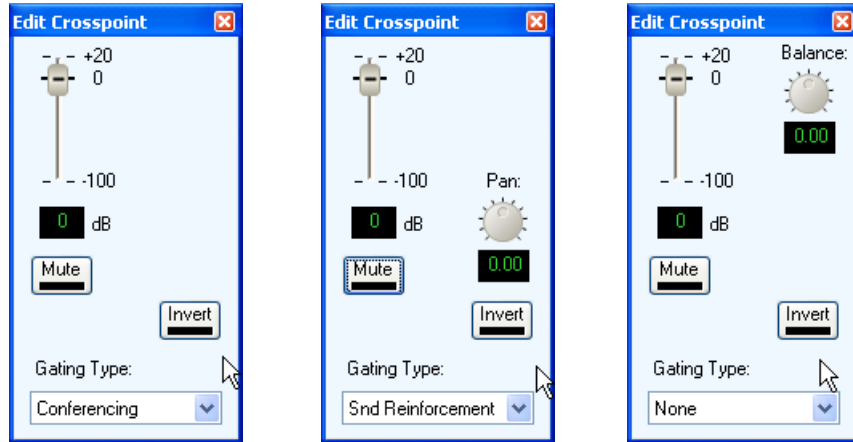 Edit Crosspoint
+20
0
-100
0 dB
Mute
Invert
Gating Type:
Conferencing
Edit Crosspoint
+20
0
-100
Pan:
0 dB
0.00
Mute
Invert
Gating Type:
Snd Reinforcement
Edit Crosspoint
+20
Balance:
0
0.00
-100
0 dB
Mute
Invert
Gating Type:
None